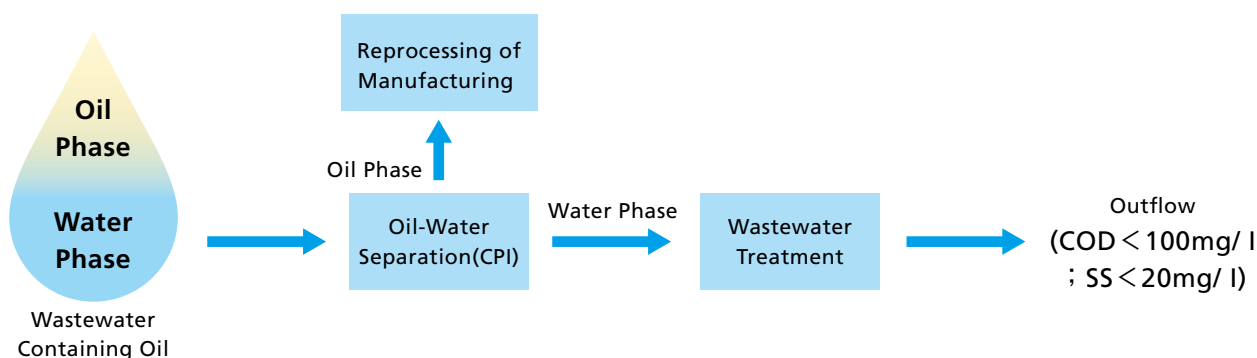 Oil
Phase
Water
Phase
Wastewater
Containing Oil
Reprocessing of
Manufacturing
Oil Phase
Oil-Water
Separation(CPI)
Water Phase
Wastewater
Treatment
Outflow
(COD＜100mg/ l
；SS＜20mg/ l)